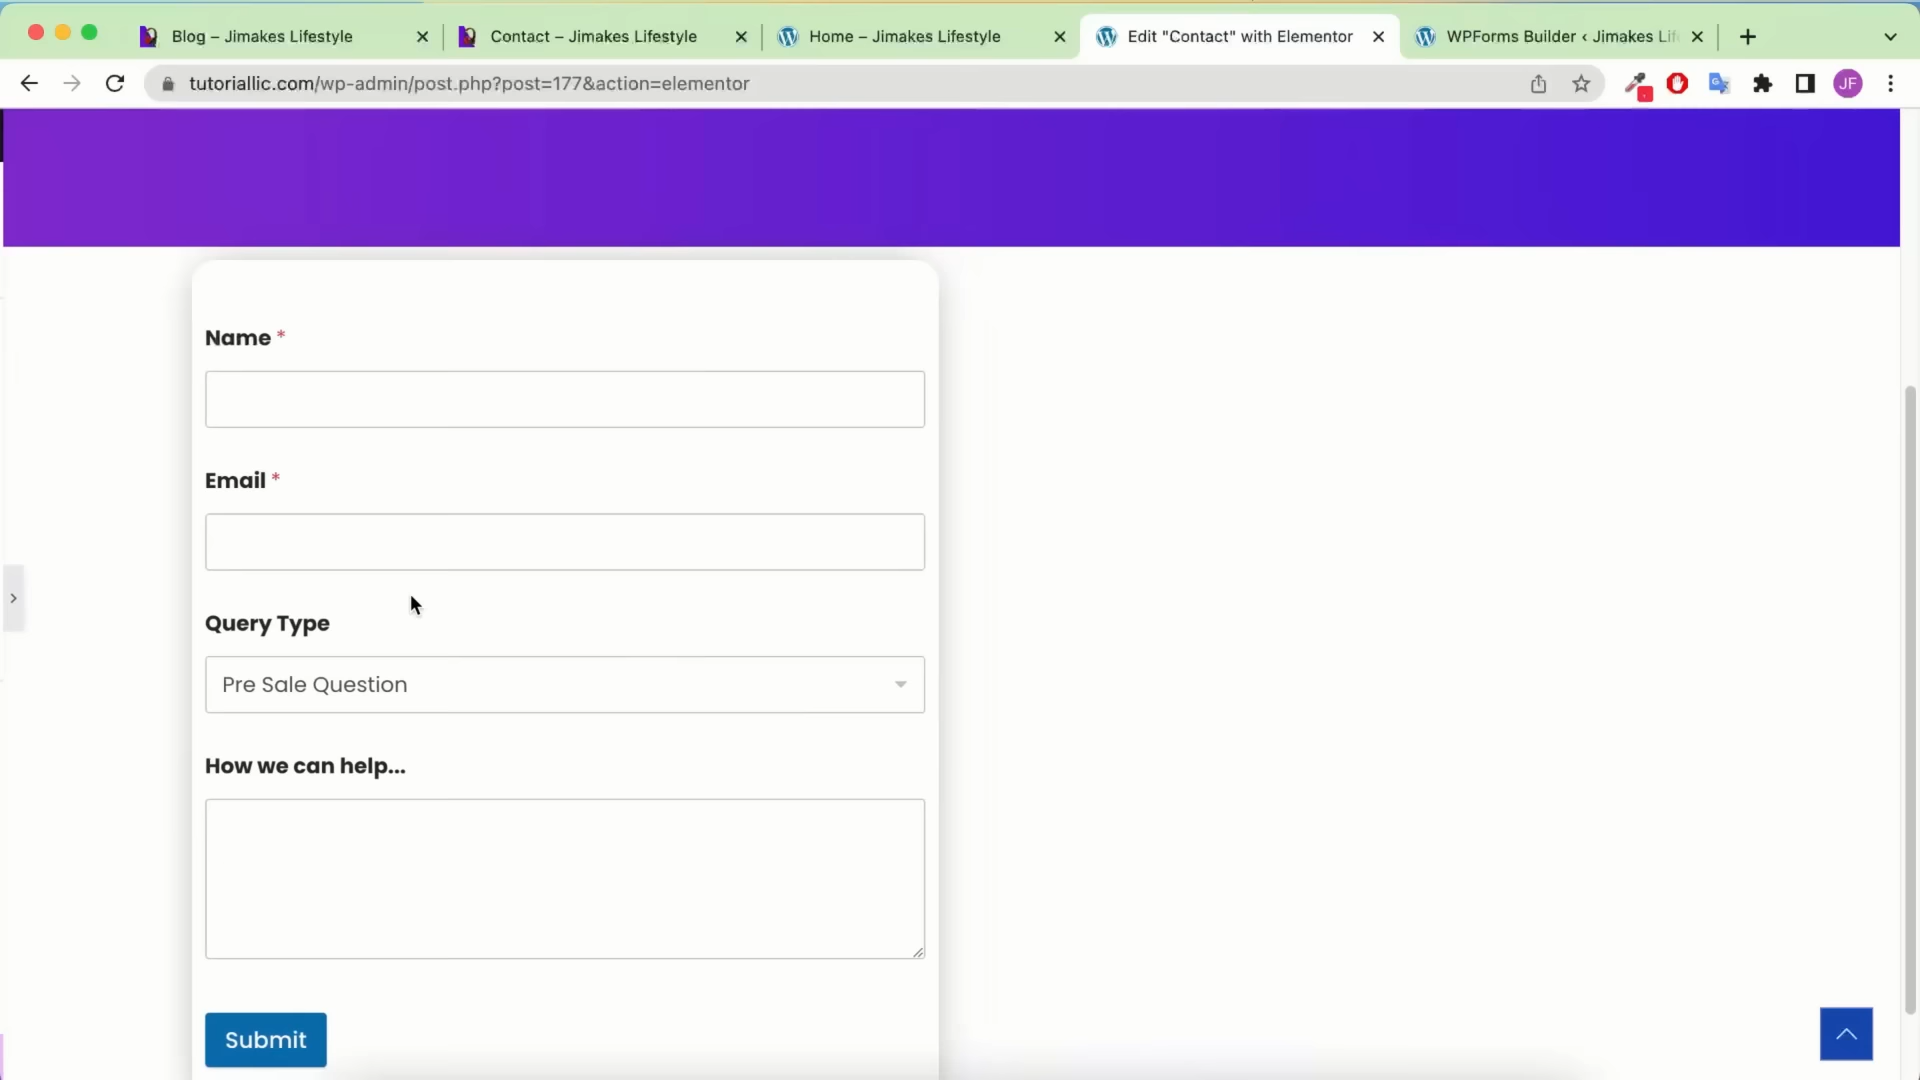 Blog – Jimakes Lifestyle
Contact – Jimakes Lifestyle
Home – Jimakes Lifestyle
Edit "Contact" with Elementor
WPForms Builder ‹ Jimakes Lif
tutoriallic.com/wp-admin/post.php?post=177&action=elementor
JF
Name *
Email *
Query Type
Pre Sale Question
How we can help...
Submit